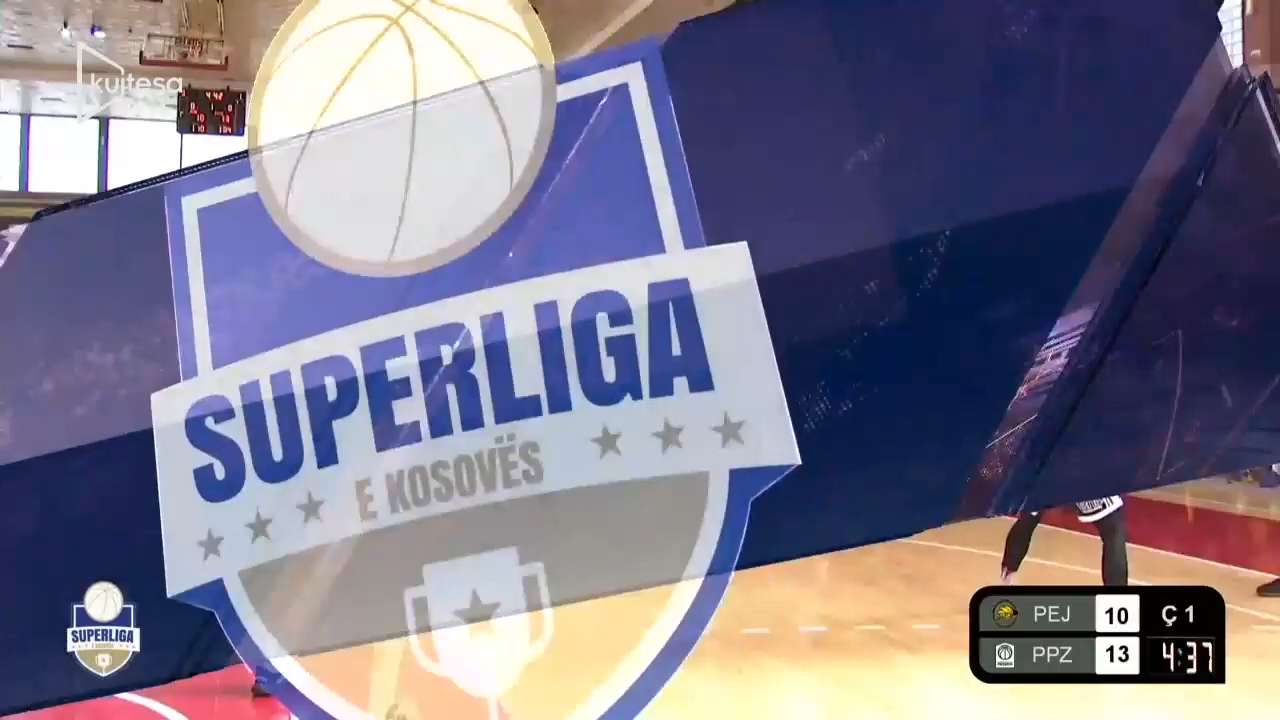 kujtesa
SUPERLIGA
E KOSOVËS
SUPERLIGA
PEJ 10 Ç 1
PPZ 13 4:37